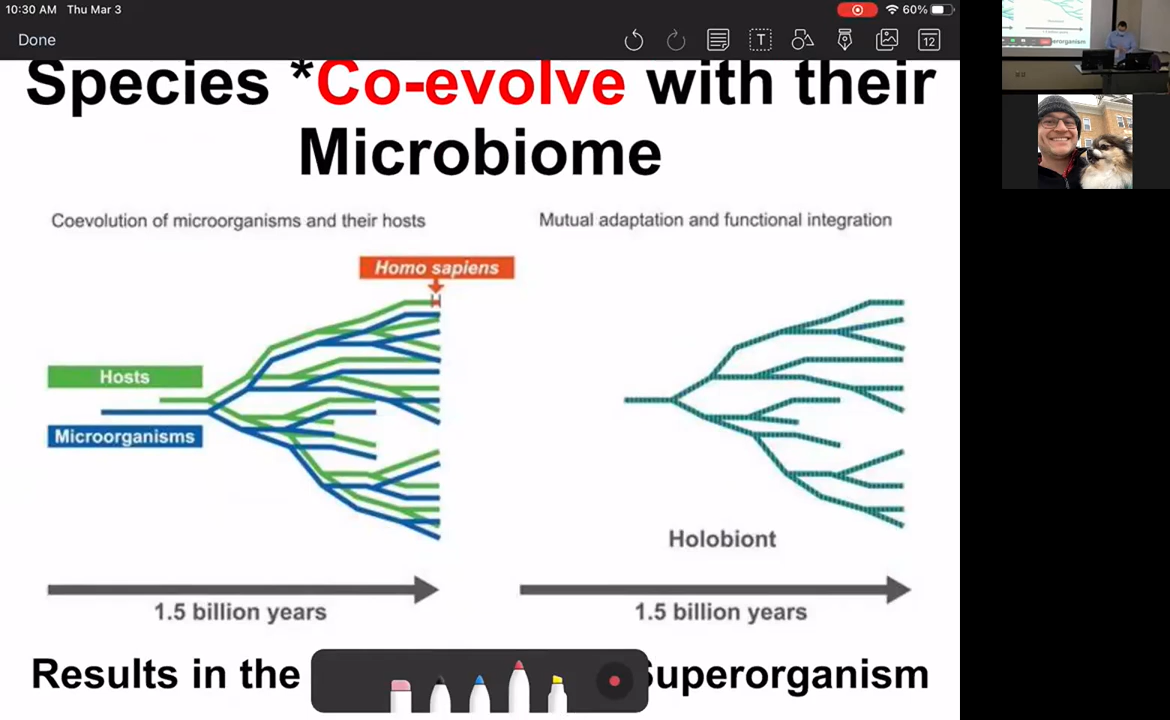 10:30 AM Thu Mar 3
60%
Done
T
12
Species *Co-evolve with their
Microbiome
Coevolution of microorganisms and their hosts
Mutual adaptation and functional integration
Homo sapiens
Hosts
Microorganisms
Holobiont
1.5 billion years
1.5 billion years
Results in the Superorganism